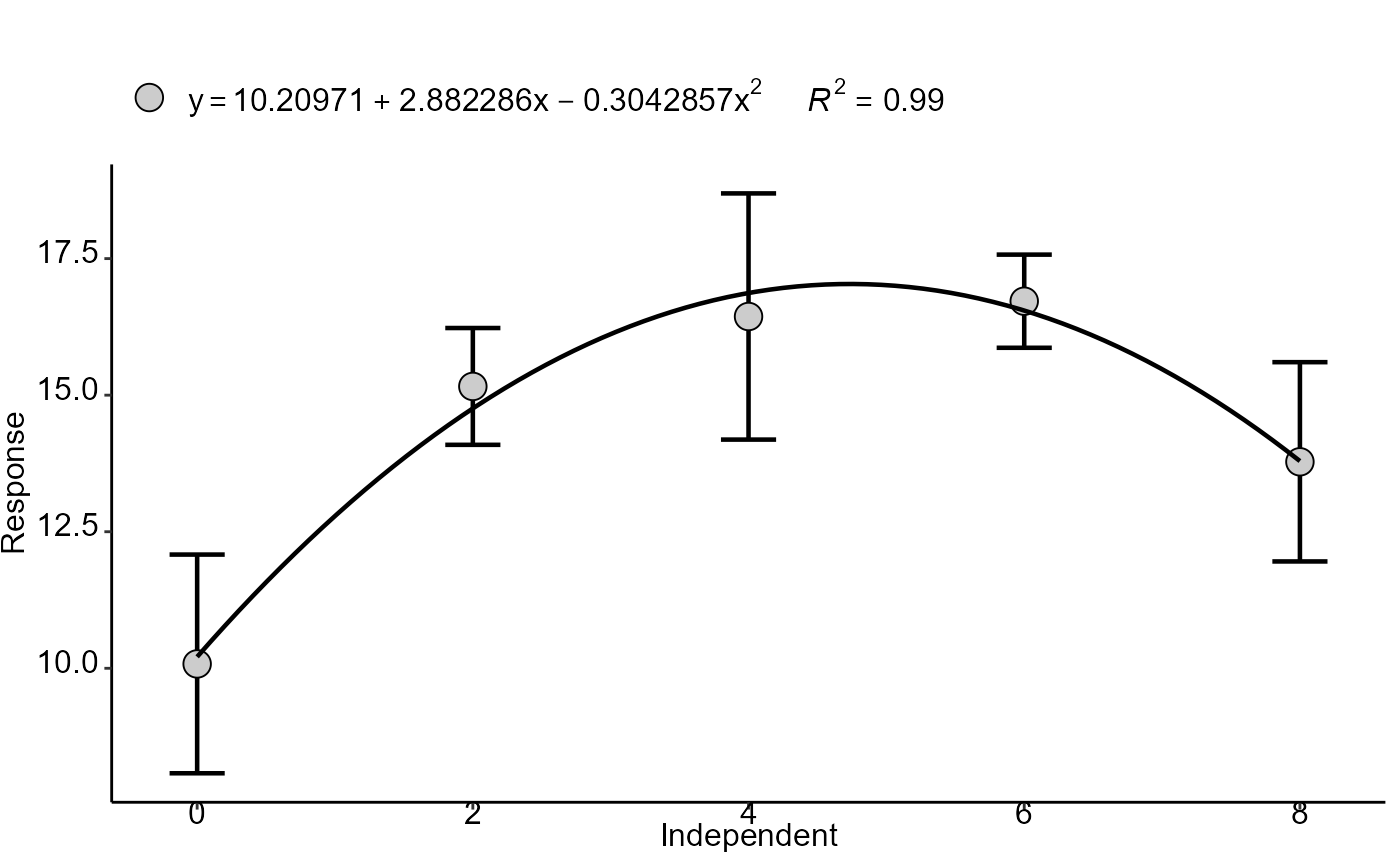 y = 10.20971 + 2.882286x − 0.3042857x² R² = 0.99
17.5
15.0
12.5
10.0
Response
0 2 4 6 8
Independent